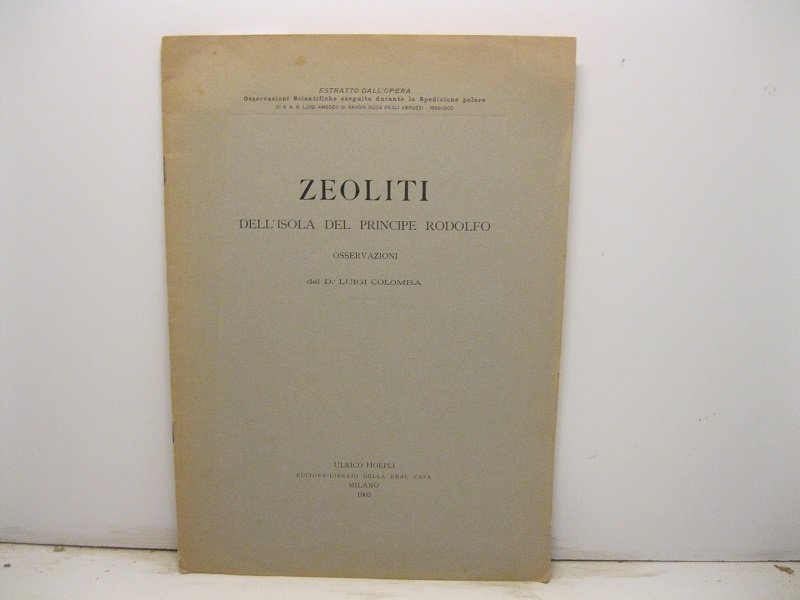 ESTRATTO DALL'OPERA
Osservazioni Scientifiche eseguite durante la Spedizione polare
DI S. A. R. LUIGI AMEDEO DI SAVOIA DUCA DEGLI ABRUZZI 1899-1900
ZEOLITI
DELL'ISOLA DEL PRINCIPE RODOLFO
OSSERVAZIONI
del D.r LUIGI COLOMBA
ULRICO HOEPLI
EDITORE-LIBRAIO DELLA REAL CASA
MILANO
1903